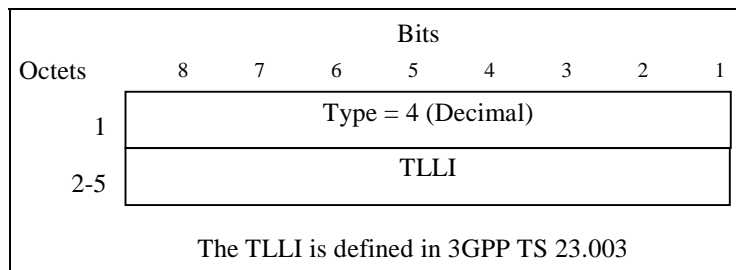 Bits
Octets 8 7 6 5 4 3 2 1
1 Type = 4 (Decimal)
2-5 TLLI
The TLLI is defined in 3GPP TS 23.003